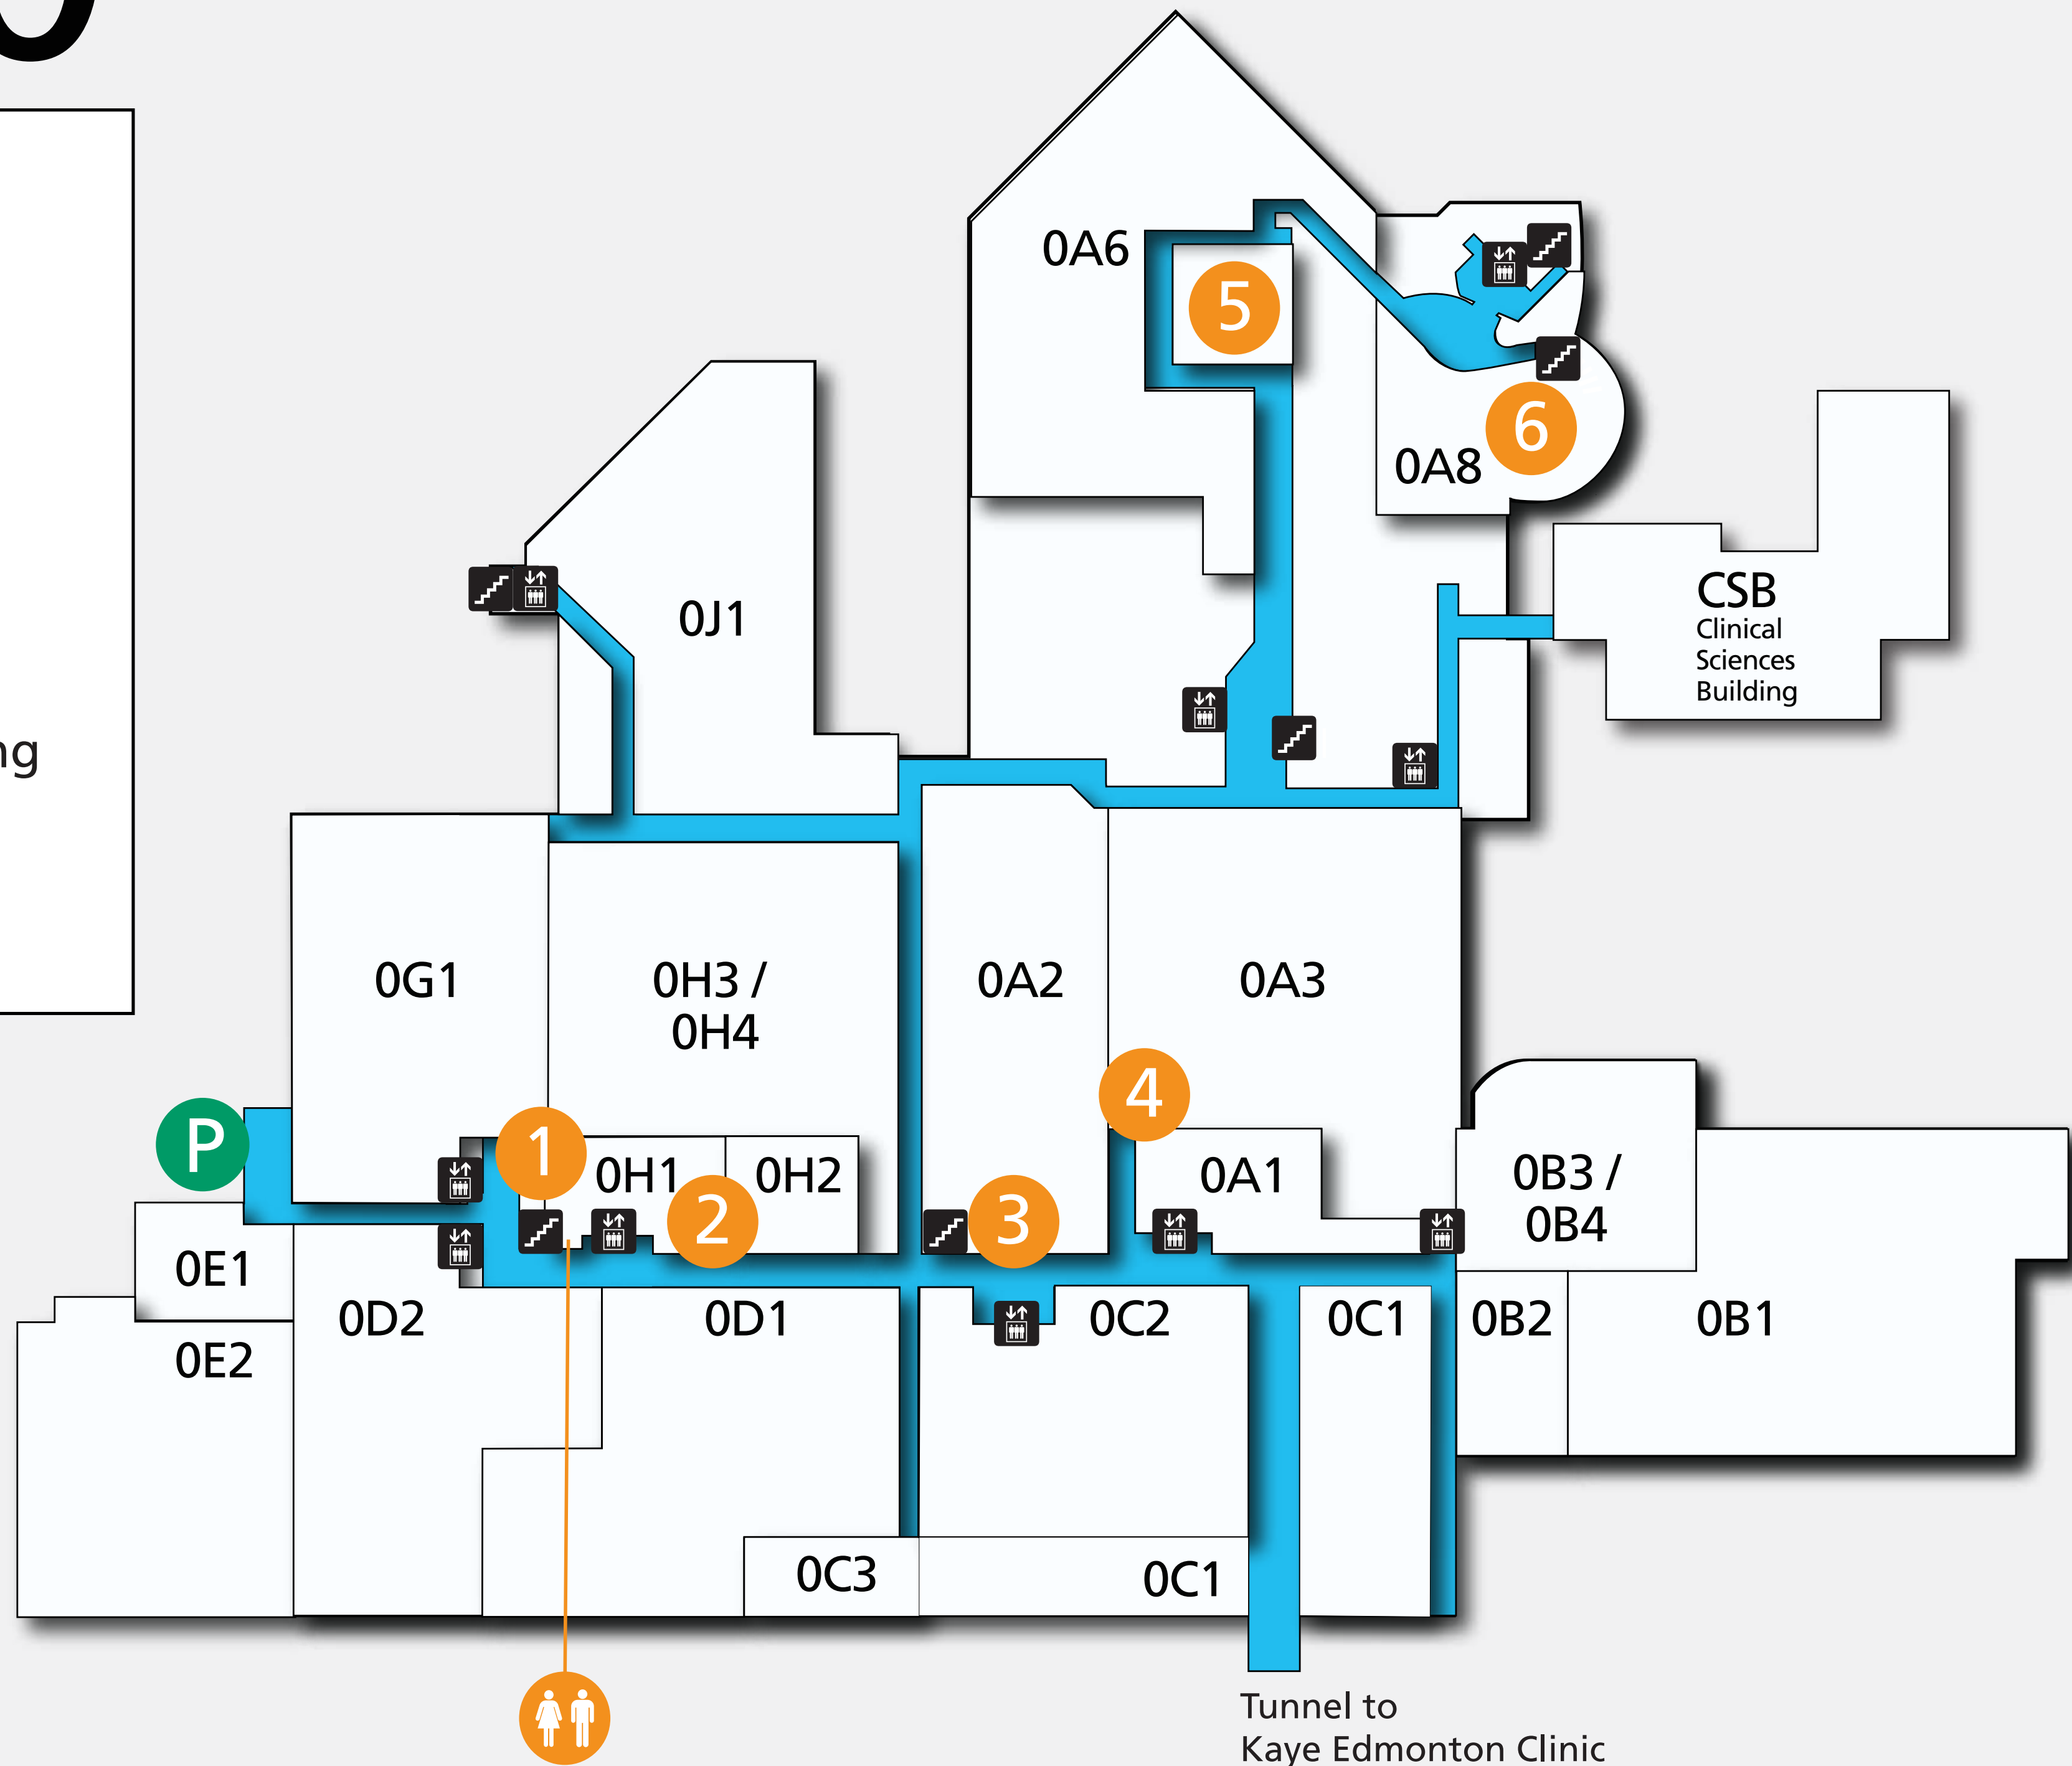 0
ng
0A6
5
6
0A8
0J1
CSB
Clinical
Sciences
Building
0G1
0H3 /
0H4
0A2
0A3
4
P
1
0H1
2
0H2
3
0A1
0B3 /
0B4
0E1
0E2
0D2
0D1
0C2
0C1
0B2
0B1
0C3
0C1
Tunnel to
Kaye Edmonton Clinic